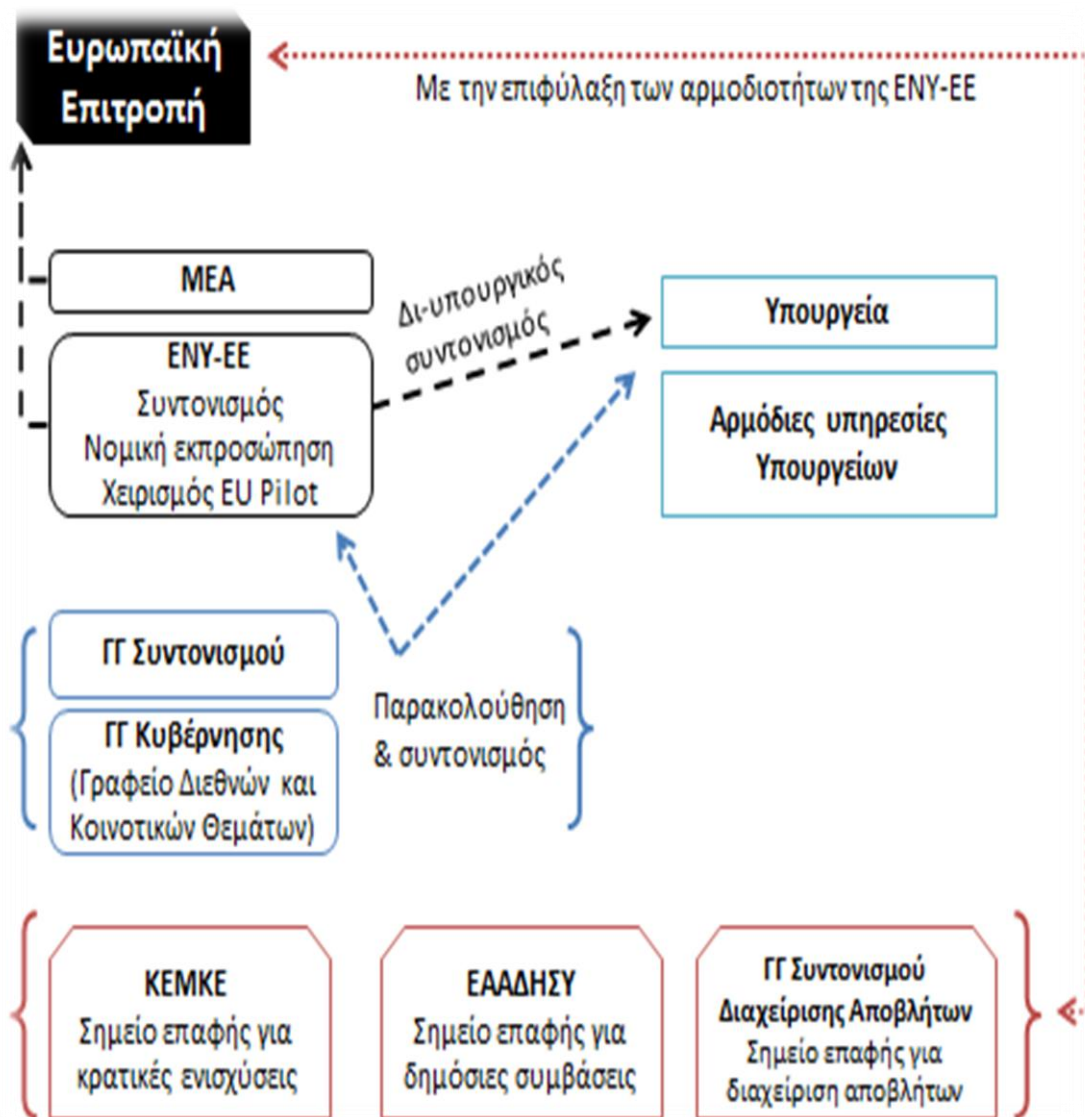 Ευρωπαϊκή
Επιτροπή
Με την επιφύλαξη των αρμοδιοτήτων της ΕΝΥ-ΕΕ
ΜΕΑ
ΕΝΥ-ΕΕ
Συντονισμός
Νομική εκπροσώπηση
Χειρισμός EU Pilot
Δι-υπουργικός
συντονισμός
Υπουργεία
Αρμόδιες υπηρεσίες
Υπουργείων
ΓΓ Συντονισμού
ΓΓ Κυβέρνησης
(Γραφείο Διεθνών και
Κοινοτικών Θεμάτων)
Παρακολούθηση
& συντονισμός
ΚΕΜΚΕ
Σημείο επαφής για
κρατικές ενισχύσεις
ΕΑΑΔΗΣΥ
Σημείο επαφής για
δημόσιες συμβάσεις
ΓΓ Συντονισμού
Διαχείρισης Αποβλήτων
Σημείο επαφής για
διαχείριση αποβλήτων